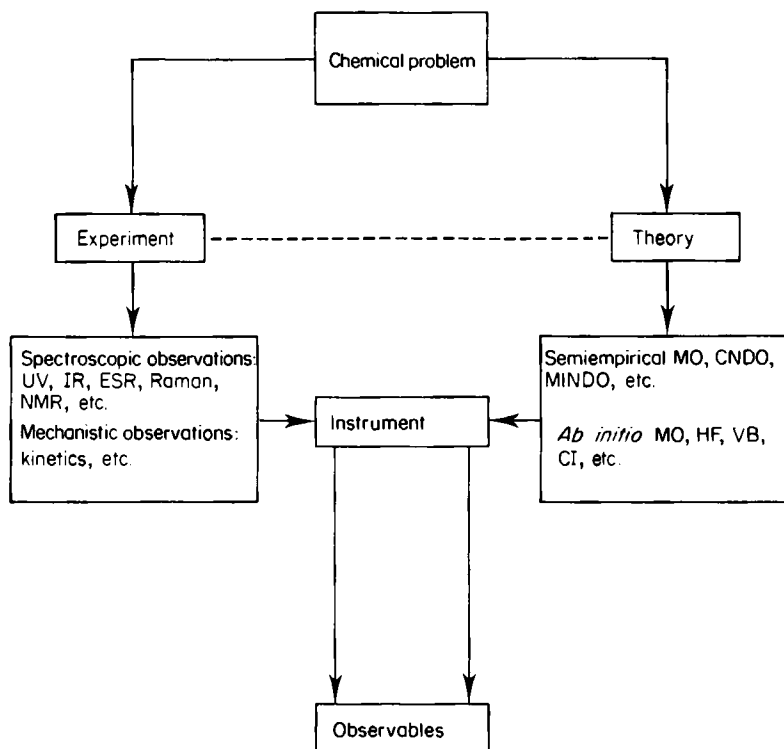 Chemical problem
Experiment
Theory
Spectroscopic observations:
UV, IR, ESR, Raman,
NMR, etc.
Mechanistic observations:
kinetics, etc.
Instrument
Semiempirical MO, CNDO,
MINDO, etc.
Ab initio MO, HF, VB,
CI, etc.
Observables